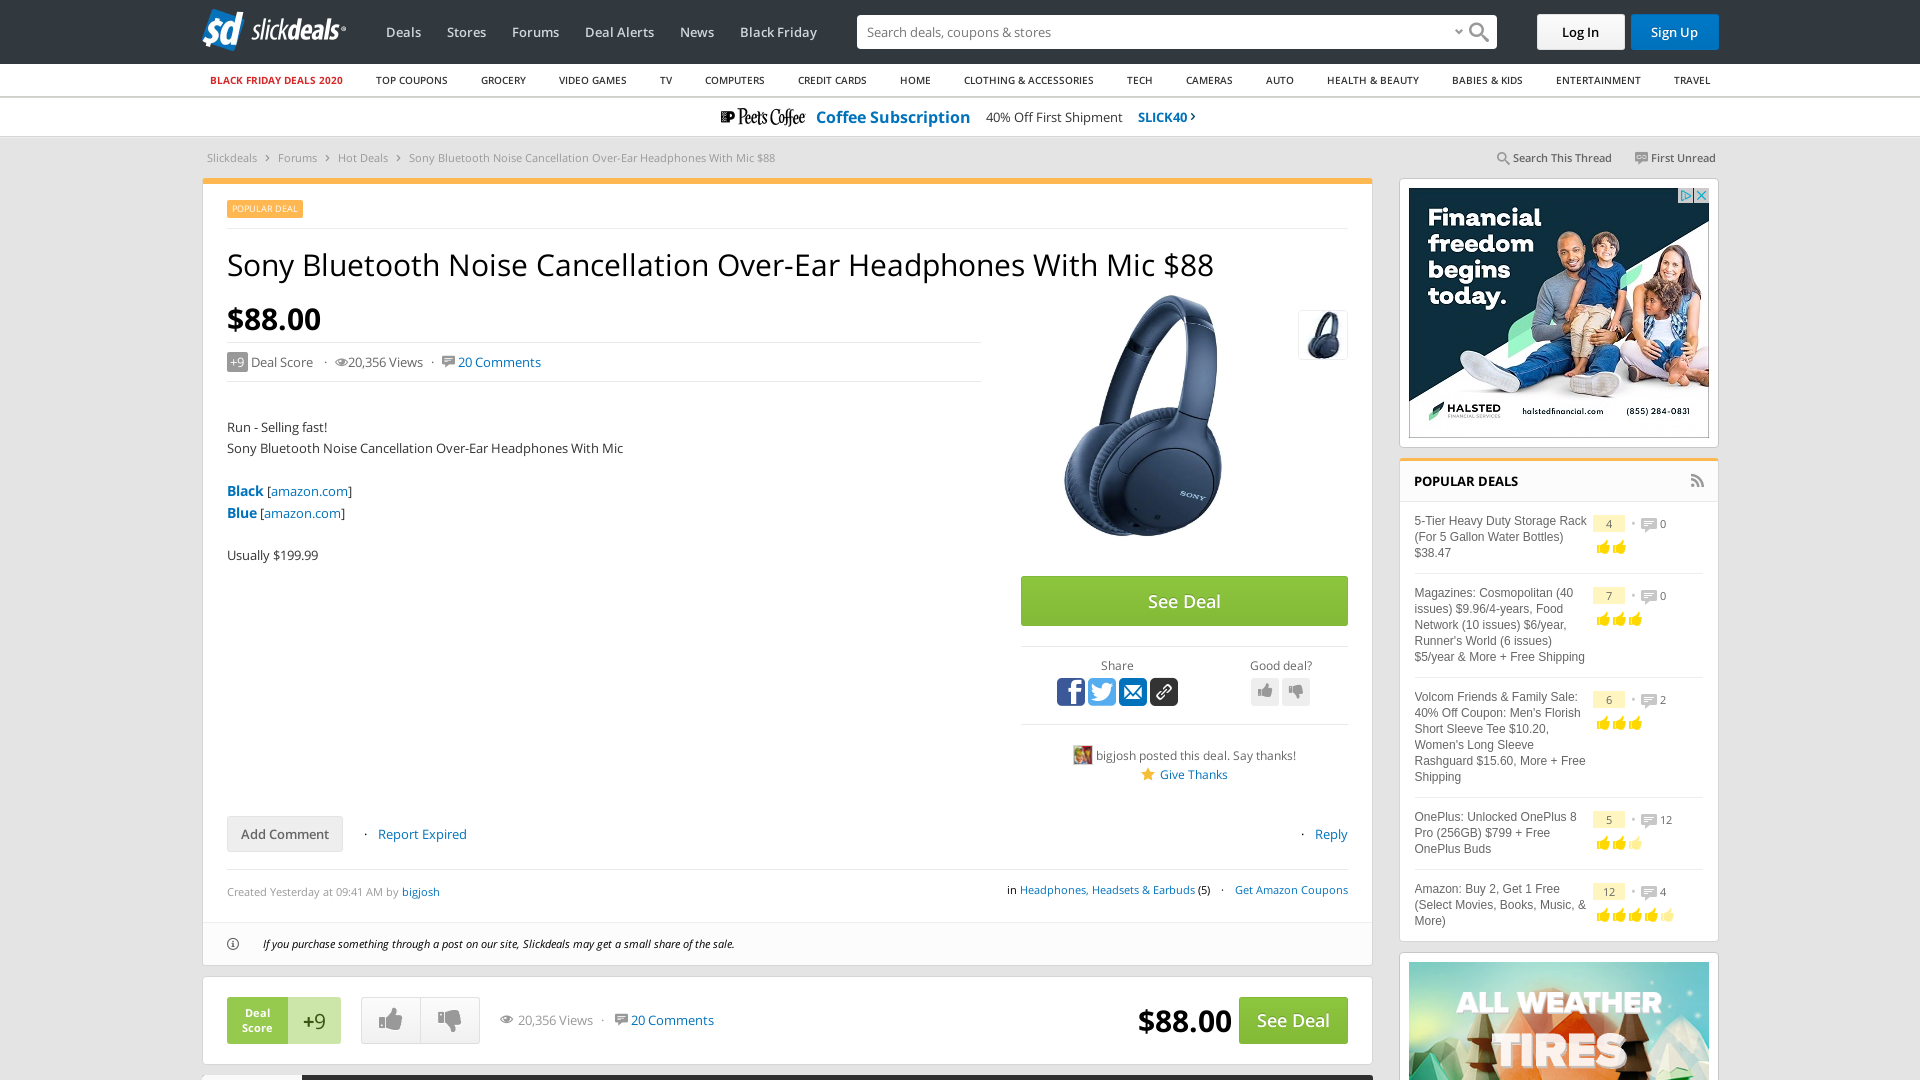 sd slickdeals
Deals
Stores
Forums
Deal Alerts
News
Black Friday
Search deals, coupons & stores
Log In
Sign Up
BLACK FRIDAY DEALS 2020
TOP COUPONS
GROCERY
VIDEO GAMES
TV
COMPUTERS
CREDIT CARDS
HOME
CLOTHING & ACCESSORIES
TECH
CAMERAS
AUTO
HEALTH & BEAUTY
BABIES & KIDS
ENTERTAINMENT
TRAVEL
Peet's Coffee Coffee Subscription 40% Off First Shipment SLICK40
Slickdeals › Forums › Hot Deals › Sony Bluetooth Noise Cancellation Over-Ear Headphones With Mic $88
Search This Thread
First Unread
POPULAR DEAL
Sony Bluetooth Noise Cancellation Over-Ear Headphones With Mic $88
$88.00
+9 Deal Score · 20,356 Views · 20 Comments
Run - Selling fast!
Sony Bluetooth Noise Cancellation Over-Ear Headphones With Mic
Black [amazon.com]
Blue [amazon.com]
Usually $199.99
SONY
See Deal
Share
Good deal?
bigjosh posted this deal. Say thanks!
Give Thanks
Add Comment
· Report Expired
· Reply
Created Yesterday at 09:41 AM by bigjosh
in Headphones, Headsets & Earbuds (5) · Get Amazon Coupons
If you purchase something through a post on our site, Slickdeals may get a small share of the sale.
Deal
Score
+9
20,356 Views · 20 Comments
$88.00
See Deal
Financial
freedom
begins
today.
HALSTED
FINANCIAL SERVICES
halstedfinancial.com
(855) 284-0831
POPULAR DEALS
5-Tier Heavy Duty Storage Rack
(For 5 Gallon Water Bottles)
$38.47
4 • 0
Magazines: Cosmopolitan (40
issues) $9.96/4-years, Food
Network (10 issues) $6/year,
Runner's World (6 issues)
$5/year & More + Free Shipping
7 • 0
Volcom Friends & Family Sale:
40% Off Coupon: Men's Florish
Short Sleeve Tee $10.20,
Women's Long Sleeve
Rashguard $15.60, More + Free
Shipping
6 • 2
OnePlus: Unlocked OnePlus 8
Pro (256GB) $799 + Free
OnePlus Buds
5 • 12
Amazon: Buy 2, Get 1 Free
(Select Movies, Books, Music, &
More)
12 • 4
ALL WEATHER
TIRES